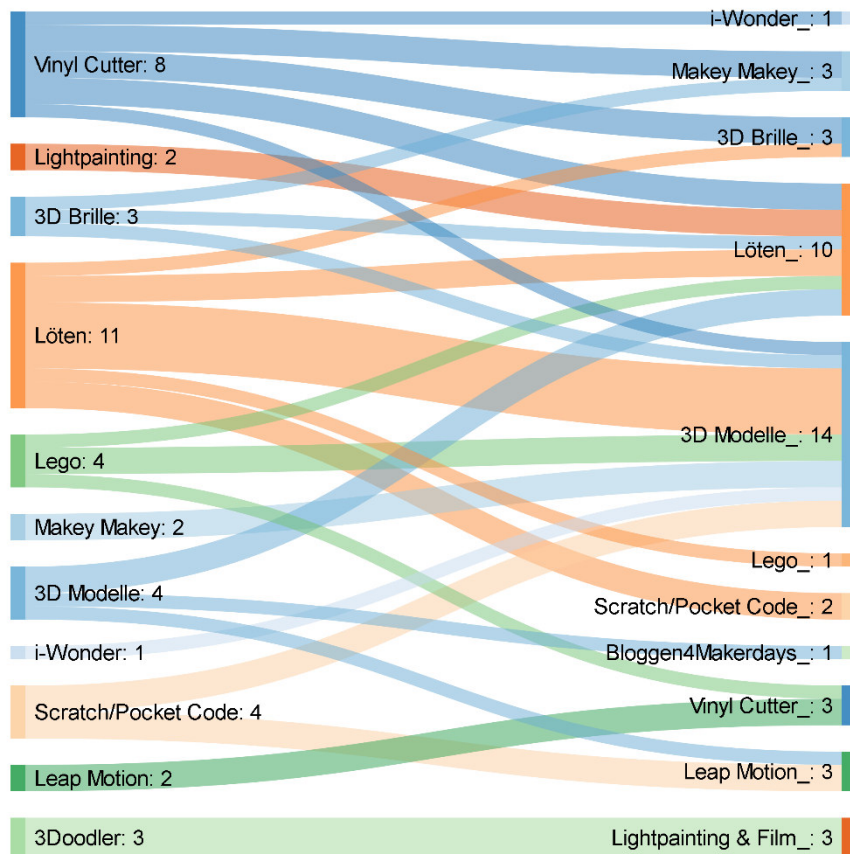 Vinyl Cutter: 8
Lightpainting: 2
3D Brille: 3
Löten: 11
Lego: 4
Makey Makey: 2
3D Modelle: 4
i-Wonder: 1
Scratch/Pocket Code: 4
Leap Motion: 2
3Doodler: 3
i-Wonder_: 1
Makey Makey_: 3
3D Brille_: 3
Löten_: 10
3D Modelle_: 14
Lego_: 1
Scratch/Pocket Code_: 2
Bloggen4Makerdays_: 1
Vinyl Cutter_: 3
Leap Motion_: 3
Lightpainting & Film_: 3